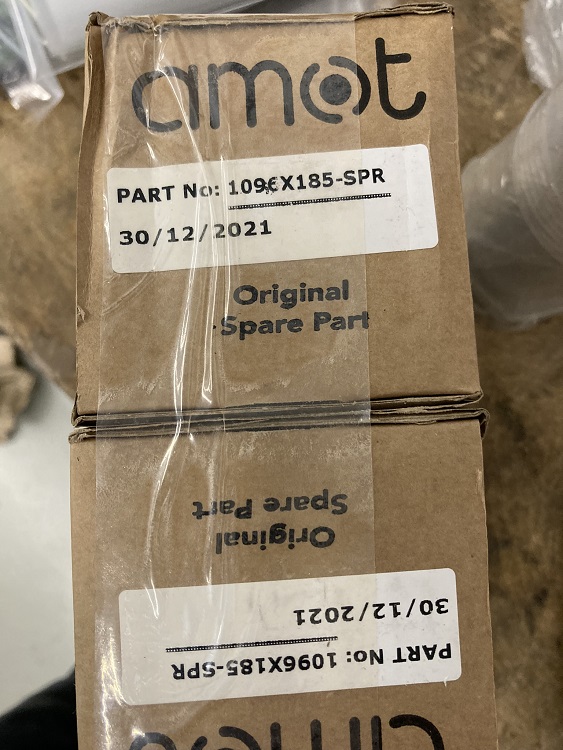 amot
PART No: 1096X185-SPR
30/12/2021
Original
Spare Part
Original
Spare Part
30/12/2021
PART No: 1096X185-SPR
amot